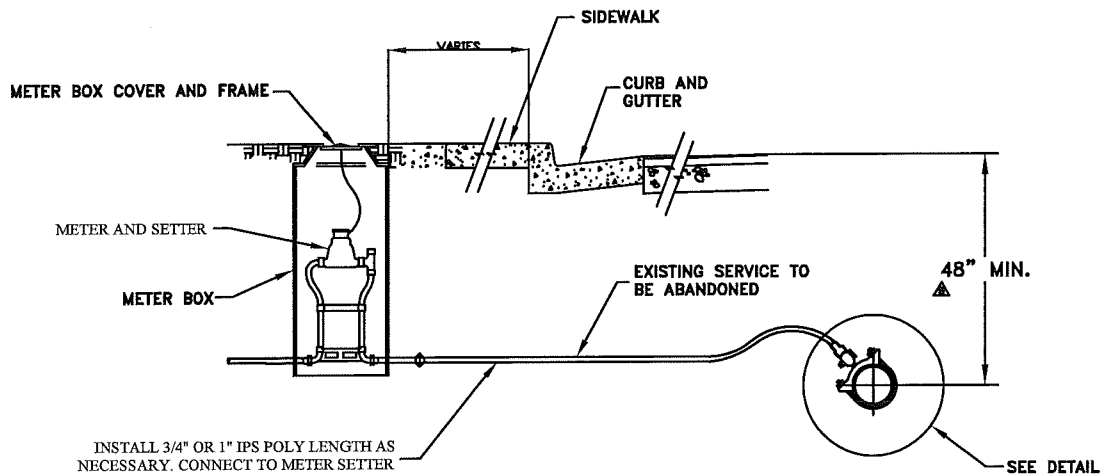 SIDEWALK
VARIES
METER BOX COVER AND FRAME
CURB AND
GUTTER
METER AND SETTER
METER BOX
EXISTING SERVICE TO
BE ABANDONED
48" MIN.
INSTALL 3/4" OR 1" IPS POLY LENGTH AS
NECESSARY. CONNECT TO METER SETTER
SEE DETAIL